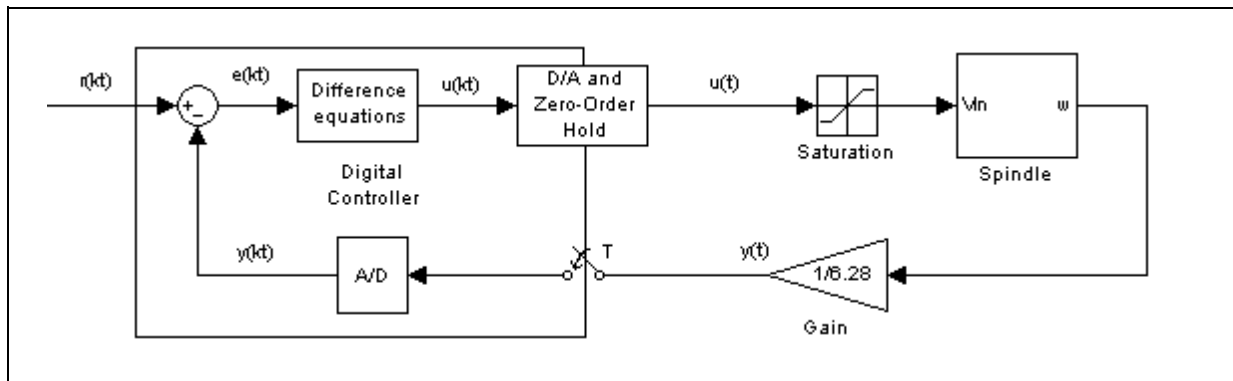 r(kt)
+
−
e(kt)
Difference
equations
u(kt)
D/A and
Zero-Order
Hold
u(t)
Saturation
Vin
w
Spindle
Digital
Controller
y(kt)
A/D
T
y(t)
1/6.28
Gain